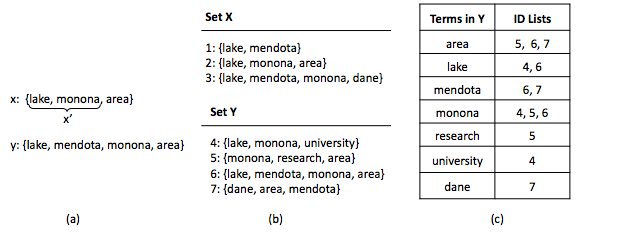 x: {lake, monona, area}
x'
y: {lake, mendota, monona, area}
(a)
Set X
1: {lake, mendota}
2: {lake, monona, area}
3: {lake, mendota, monona, dane}
Set Y
4: {lake, monona, university}
5: {monona, research, area}
6: {lake, mendota, monona, area}
7: {dane, area, mendota}
(b)
Terms in Y ID Lists
area 5, 6, 7
lake 4, 6
mendota 6, 7
monona 4, 5, 6
research 5
university 4
dane 7
(c)